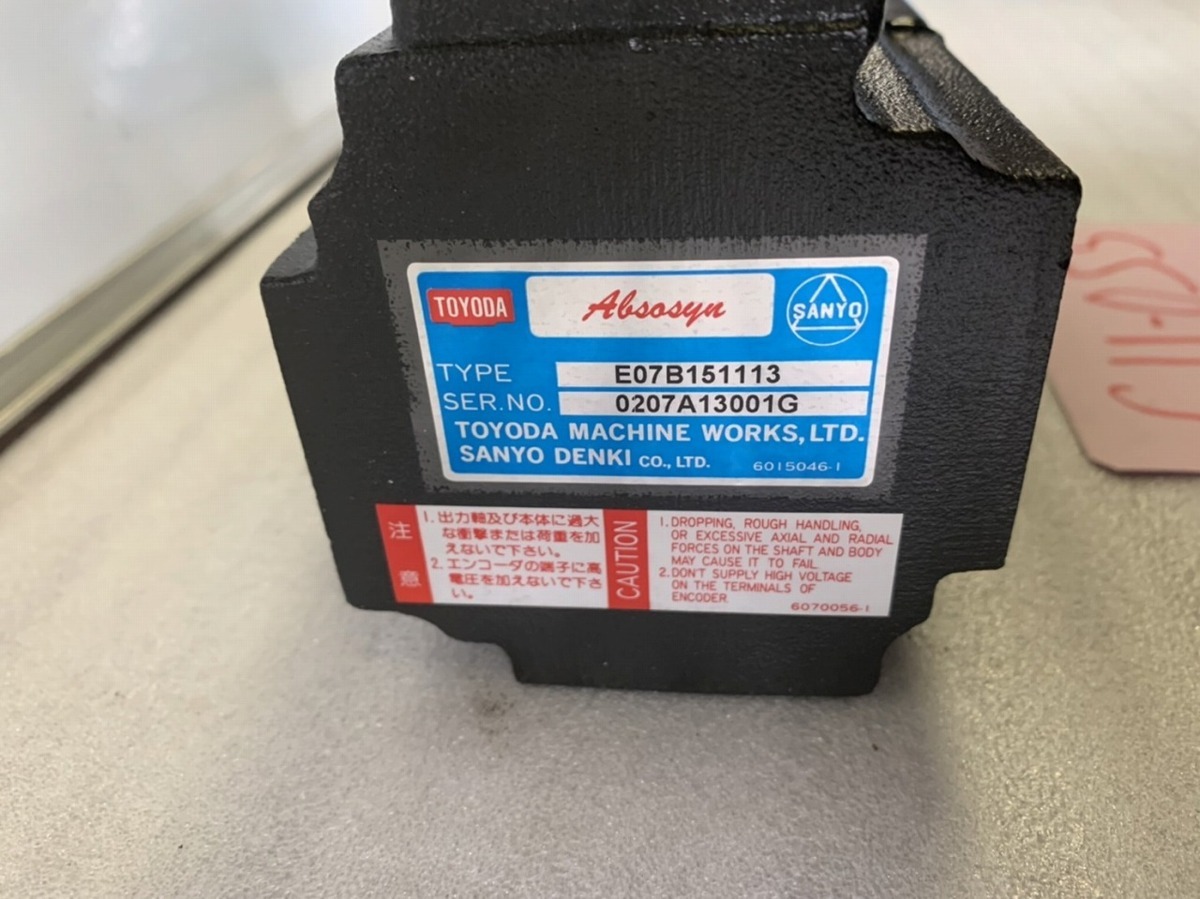 TOYODA
Absosyn
SANYO
TYPE E07B151113
SER.NO. 0207A13001G
TOYODA MACHINE WORKS,LTD.
SANYO DENKI CO.,LTD. 6015046-1
注意
1. 出力軸及び本体に過大
な衝撃または荷重を加
えないで下さい。
2. エンコーダの端子に高
電圧を加えないで下さ
い。
CAUTION
1. DROPPING, ROUGH HANDLING,
OR EXCESSIVE AXIAL AND RADIAL
FORCES ON THE SHAFT AND BODY
MAY CAUSE IT TO FAIL.
2. DON'T SUPPLY HIGH VOLTAGE
ON THE TERMINALS OF
ENCODER.
6070056-1